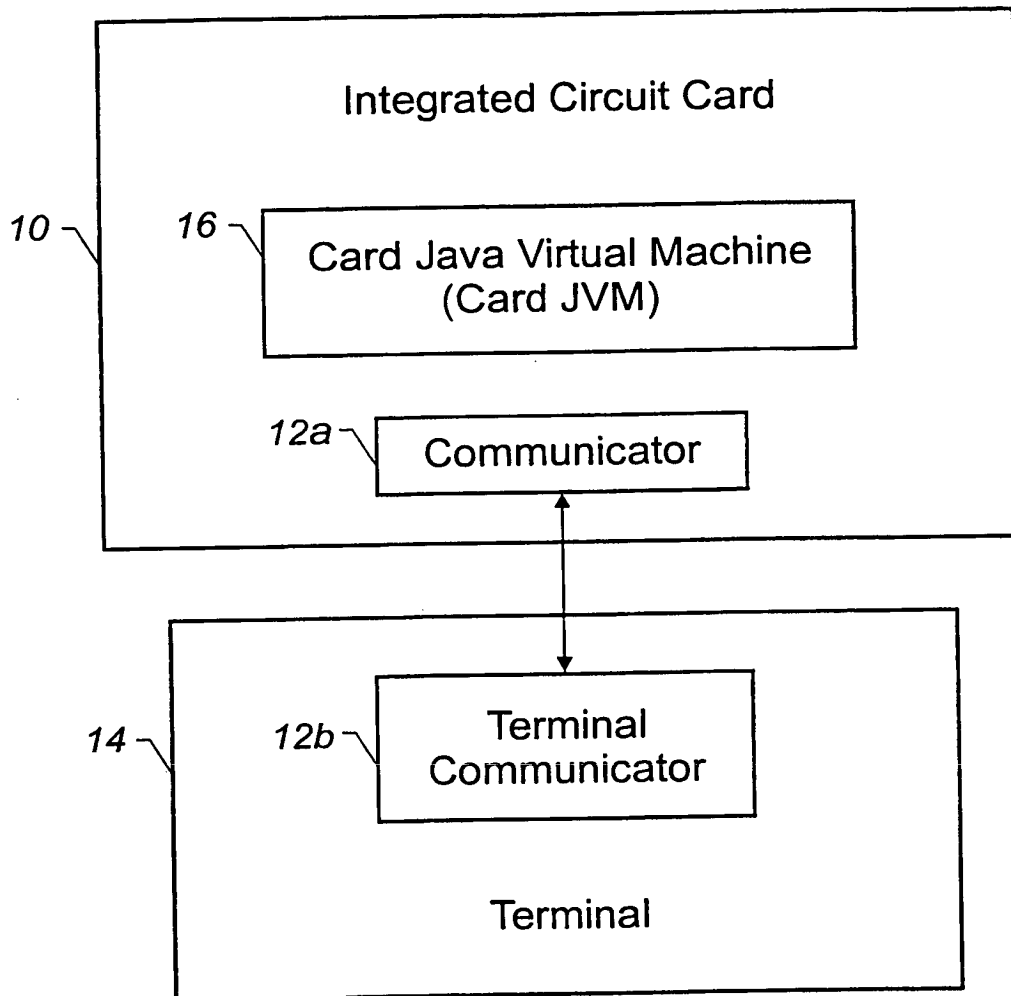 Integrated Circuit Card
10
16
Card Java Virtual Machine
(Card JVM)
12a
Communicator
14
12b
Terminal
Communicator
Terminal